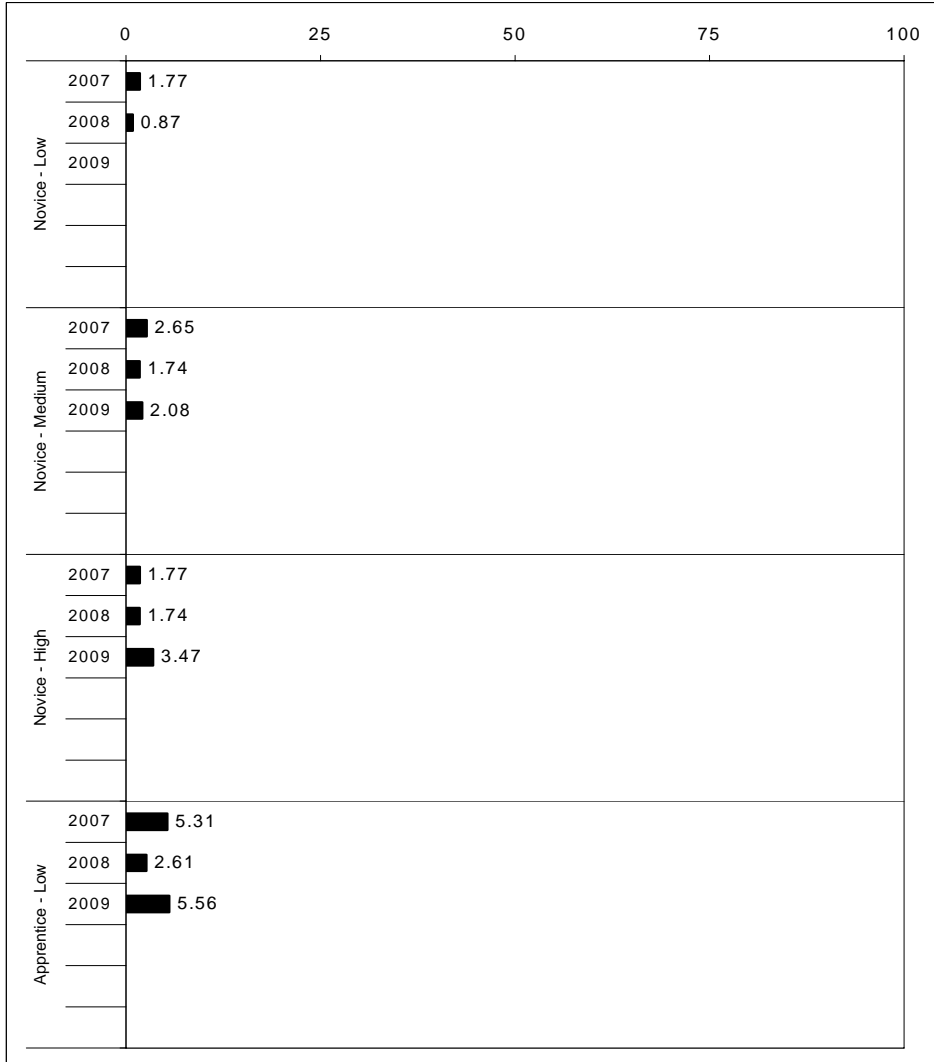 0 25 50 75 100
Novice - Low
2007 1.77
2008 0.87
2009
Novice - Medium
2007 2.65
2008 1.74
2009 2.08
Novice - High
2007 1.77
2008 1.74
2009 3.47
Apprentice - Low
2007 5.31
2008 2.61
2009 5.56